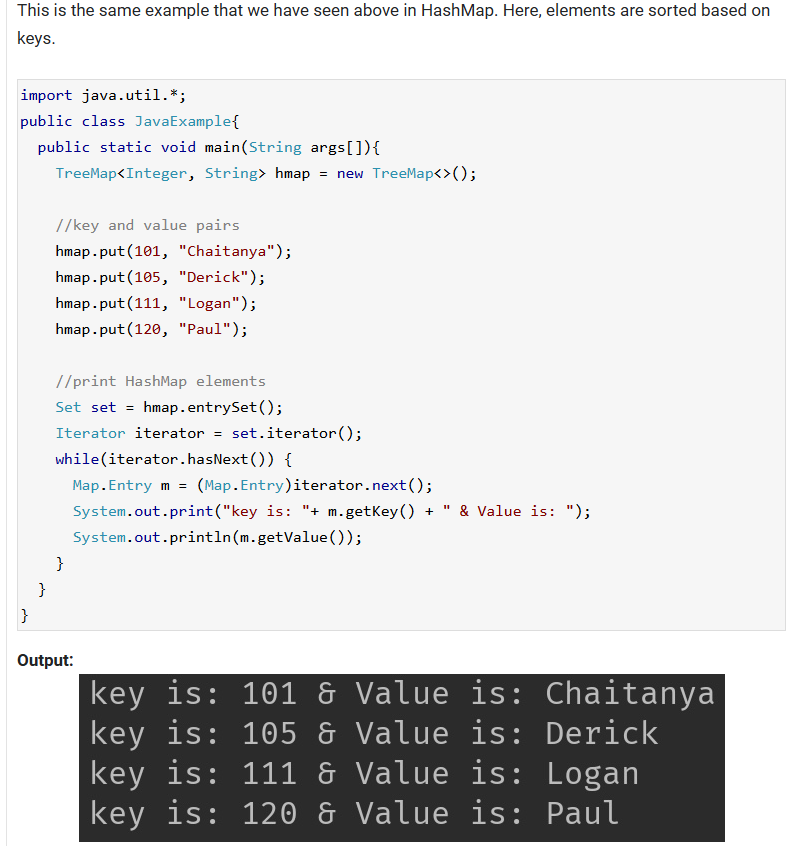 This is the same example that we have seen above in HashMap. Here, elements are sorted based on
keys.
import java.util.*;
public class JavaExample{
  public static void main(String args[]){
    TreeMap<Integer, String> hmap = new TreeMap<>();
    //key and value pairs
    hmap.put(101, "Chaitanya");
    hmap.put(105, "Derick");
    hmap.put(111, "Logan");
    hmap.put(120, "Paul");
    //print HashMap elements
    Set set = hmap.entrySet();
    Iterator iterator = set.iterator();
    while(iterator.hasNext()) {
      Map.Entry m = (Map.Entry)iterator.next();
      System.out.print("key is: "+ m.getKey() + " & Value is: ");
      System.out.println(m.getValue());
    }
  }
}
Output:
key is: 101 & Value is: Chaitanya
key is: 105 & Value is: Derick
key is: 111 & Value is: Logan
key is: 120 & Value is: Paul